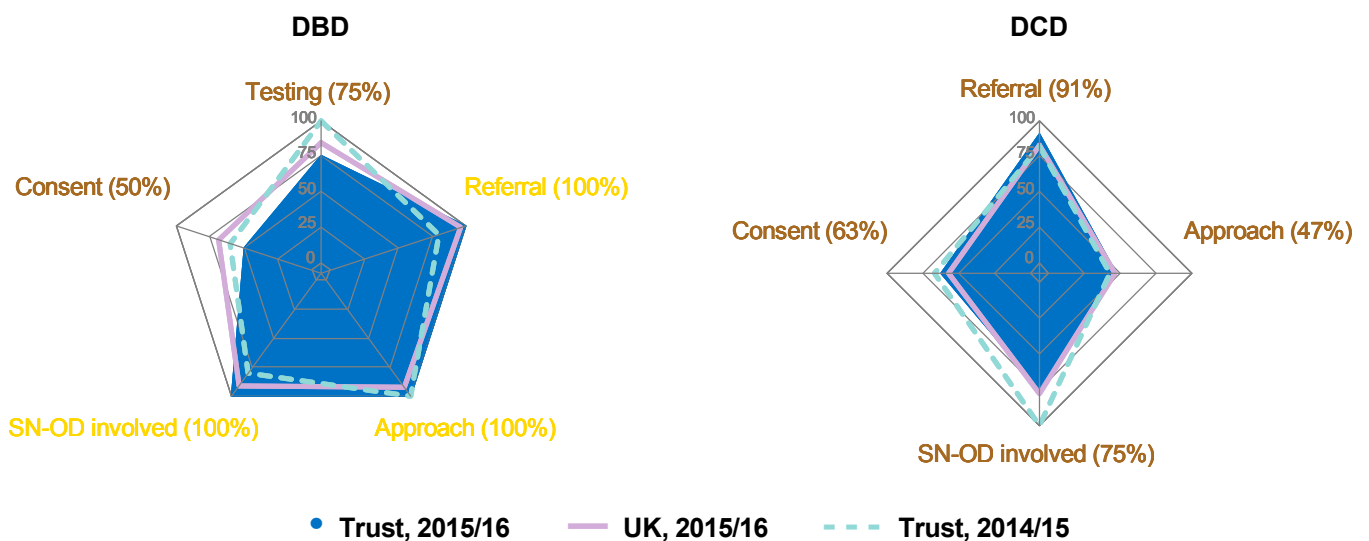 DBD
Testing (75%)
100
75
50
25
0
Consent (50%)
Referral (100%)
SN-OD involved (100%)
Approach (100%)
DCD
Referral (91%)
100
75
50
25
0
Consent (63%)
Approach (47%)
SN-OD involved (75%)
Trust, 2015/16
UK, 2015/16
Trust, 2014/15